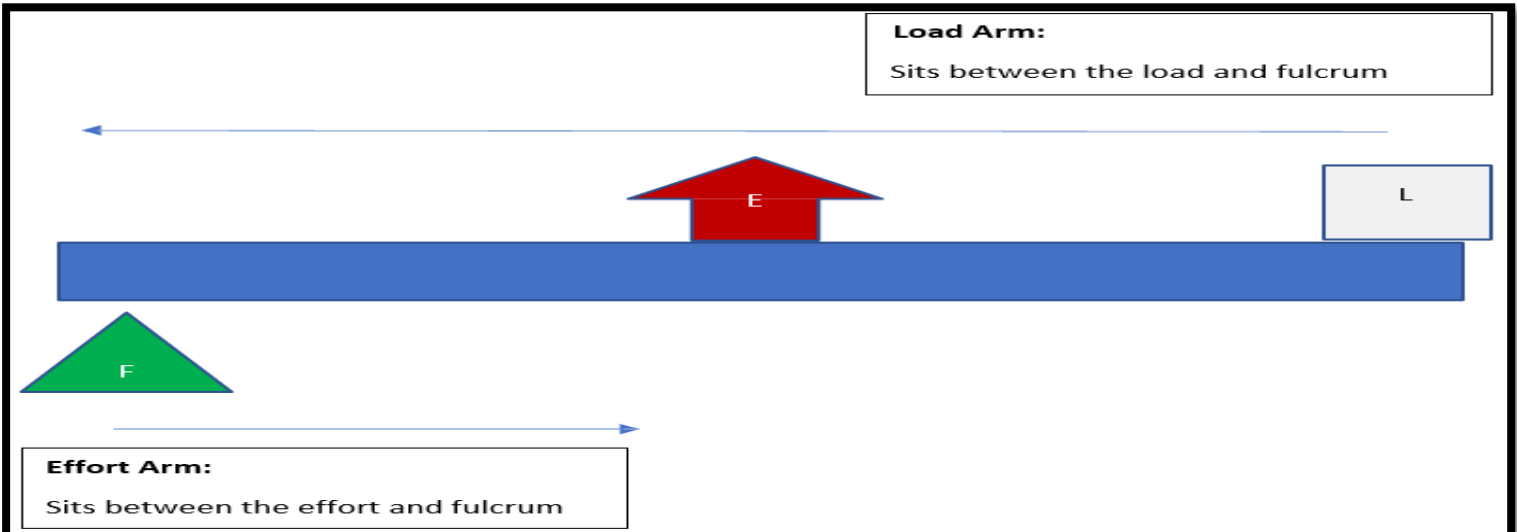 Load Arm:
Sits between the load and fulcrum
E
L
F
Effort Arm:
Sits between the effort and fulcrum